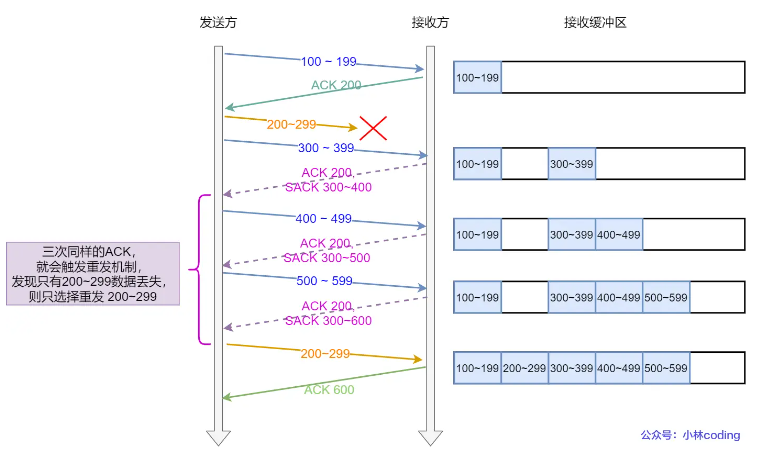 发送方
接收方
接收缓冲区
100 ~ 199
100~199
ACK 200
200~299
300 ~ 399
100~199
300~399
ACK 200,
SACK 300~400
400 ~ 499
100~199
300~399
400~499
ACK 200,
SACK 300~500
三次同样的ACK，
就会触发重发机制，
发现只有200~299数据丢失，
则只选择重发 200~299
500 ~ 599
100~199
300~399
400~499
500~599
ACK 200,
SACK 300~600
200~299
100~199
200~299
300~399
400~499
500~599
ACK 600
公众号：小林coding